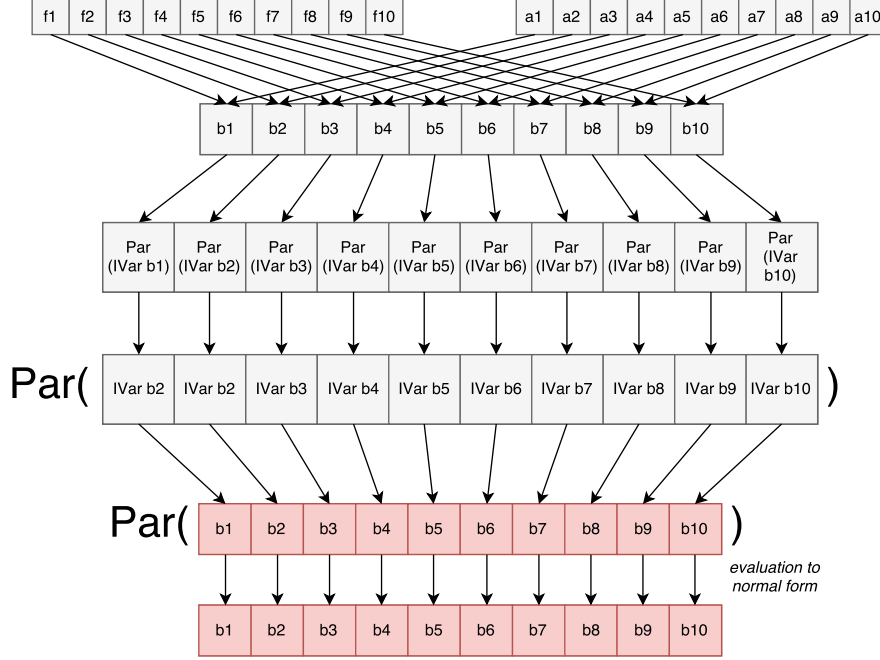 f1 f2 f3 f4 f5 f6 f7 f8 f9 f10 a1 a2 a3 a4 a5 a6 a7 a8 a9 a10
b1 b2 b3 b4 b5 b6 b7 b8 b9 b10
Par Par Par Par Par Par Par Par Par Par
(IVar b1) (IVar b2) (IVar b3) (IVar b4) (IVar b5) (IVar b6) (IVar b7) (IVar b8) (IVar b9) (IVar
b10)
Par( IVar b2 IVar b2 IVar b3 IVar b4 IVar b5 IVar b6 IVar b7 IVar b8 IVar b9 IVar b10 )
Par( b1 b2 b3 b4 b5 b6 b7 b8 b9 b10 )
evaluation to
normal form
b1 b2 b3 b4 b5 b6 b7 b8 b9 b10